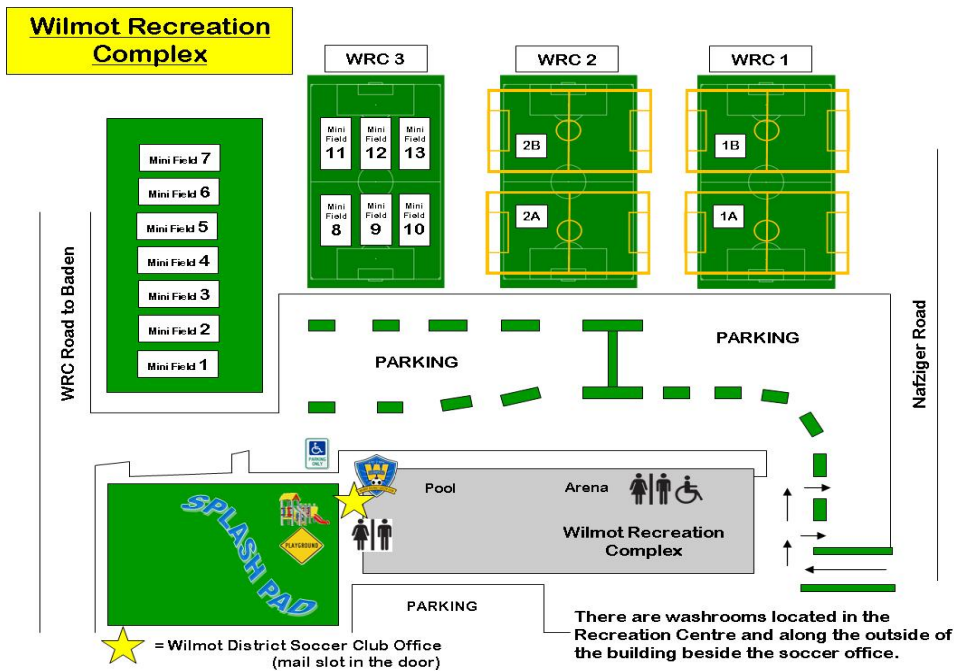 Wilmot Recreation
Complex
WRC 3
WRC 2
WRC 1
Mini
Field
11
Mini
Field
12
Mini
Field
13
Mini
Field
8
Mini
Field
9
Mini
Field
10
2B
2A
1B
1A
Mini Field 7
Mini Field 6
Mini Field 5
Mini Field 4
Mini Field 3
Mini Field 2
Mini Field 1
WRC Road to Baden
Nafziger Road
PARKING
PARKING
PARKING
ONLY
Pool
Arena
Wilmot Recreation
Complex
SPLASH PAD
PLAYGROUND
PARKING
= Wilmot District Soccer Club Office
(mail slot in the door)
There are washrooms located in the
Recreation Centre and along the outside of
the building beside the soccer office.